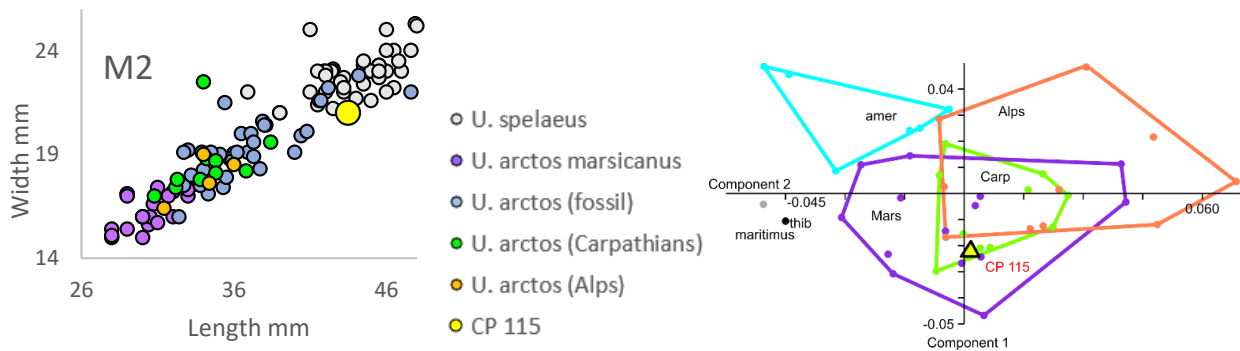 M2
24
19
14
Width mm
26
36
46
Length mm
U. spelaeus
U. arctos marsicanus
U. arctos (fossil)
U. arctos (Carpathians)
U. arctos (Alps)
CP 115
0.04
amer
Alps
Carp
Component 2
-0.045
0.060
thib
maritimus
Mars
CP 115
-0.05
Component 1